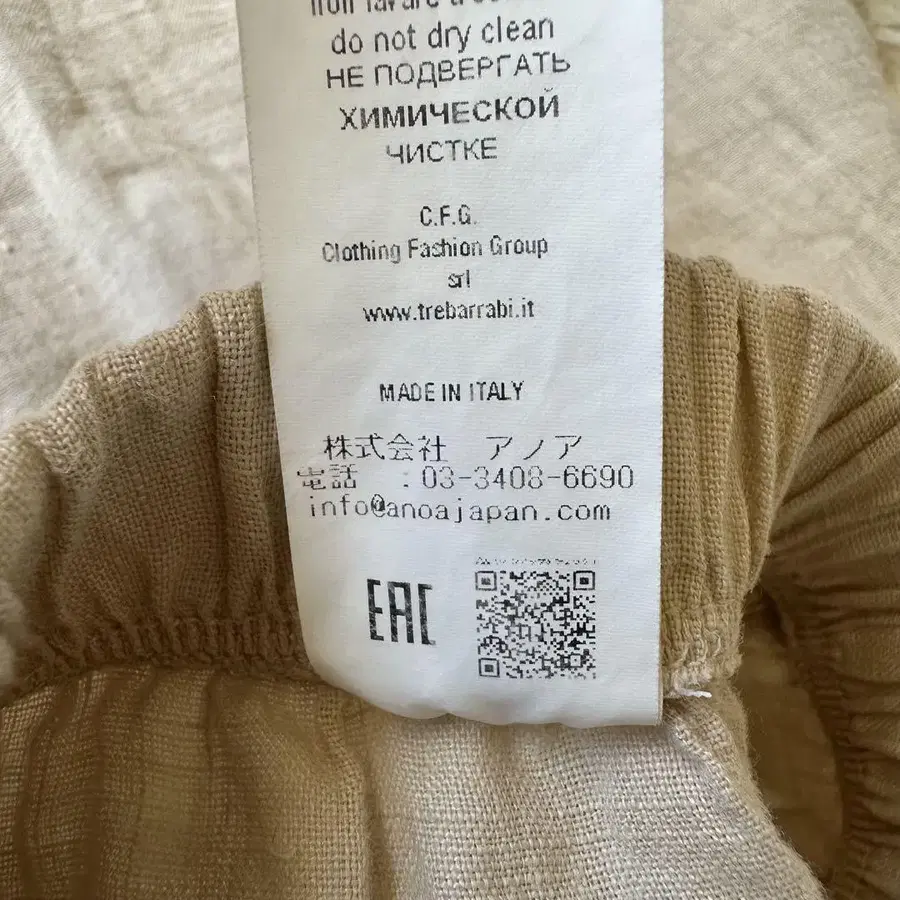 do not dry clean
НЕ ПОДВЕРГАТЬ
ХИМИЧЕСКОЙ
ЧИСТКЕ
C.F.G.
Clothing Fashion Group
srl
www.trebarrabi.it
MADE IN ITALY
株式会社 アノア
電話 :03-3408-6690
info@anoajapan.com
EAC